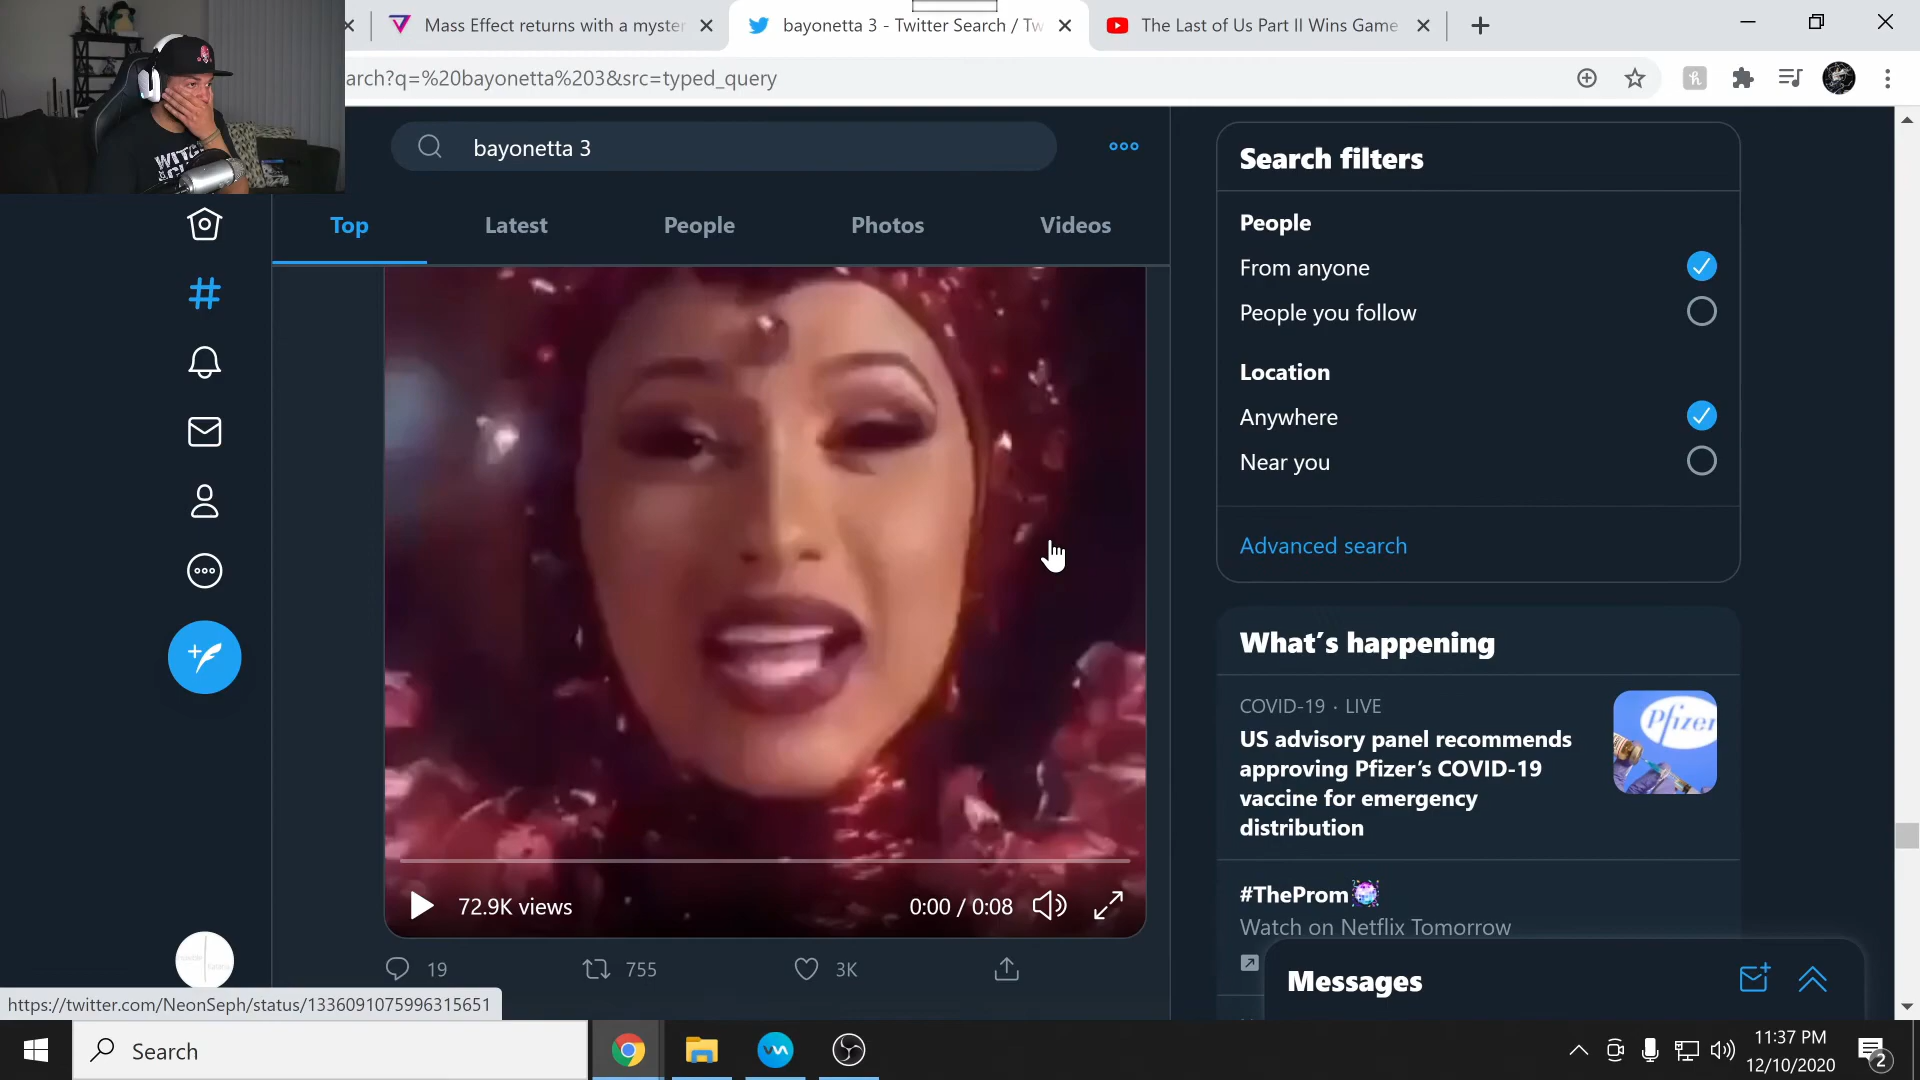 Mass Effect returns with a myster
bayonetta 3 - Twitter Search / Tw
The Last of Us Part II Wins Game
arch?q=%20bayonetta%203&src=typed_query
WITC
bayonetta 3
Top
Latest
People
Photos
Videos
72.9K views
0:00 / 0:08
19
755
3K
Search filters
People
From anyone
People you follow
Location
Anywhere
Near you
Advanced search
What's happening
COVID-19 · LIVE
US advisory panel recommends
approving Pfizer's COVID-19
vaccine for emergency
distribution
Pfizer
#TheProm
Watch on Netflix Tomorrow
Messages
https://twitter.com/NeonSeph/status/1336091075996315651
Search
11:37 PM
12/10/2020
2